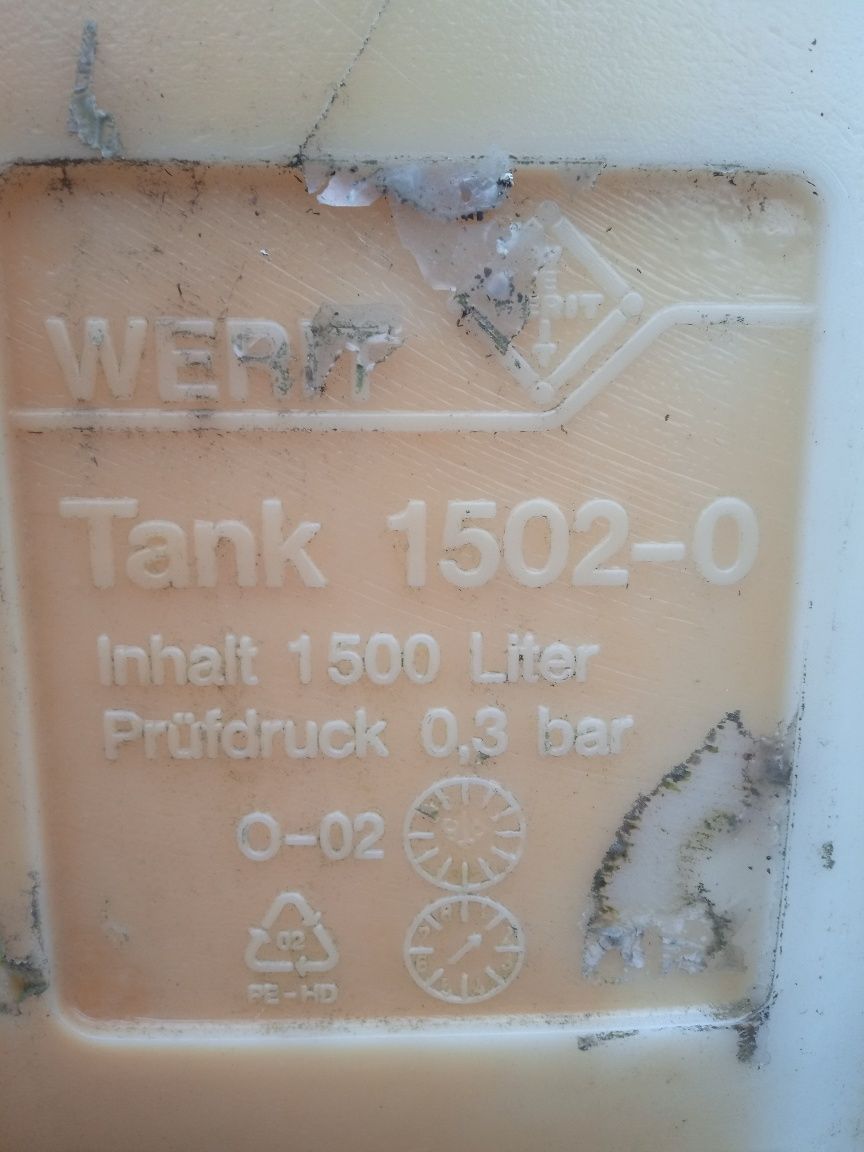 WERIT
Tank 1502-0
Inhalt 1500 Liter
Prüfdruck 0,3 bar
O-02
02
PE-HD